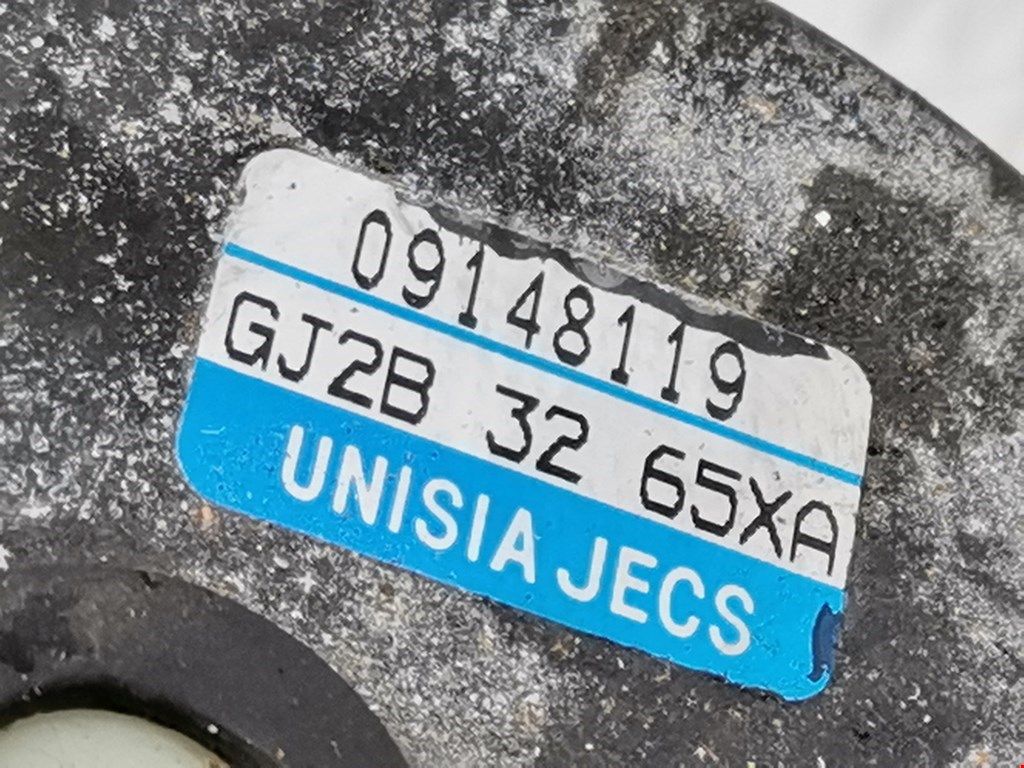 09148119
GJ2B 32 65XA
UNISIA JECS